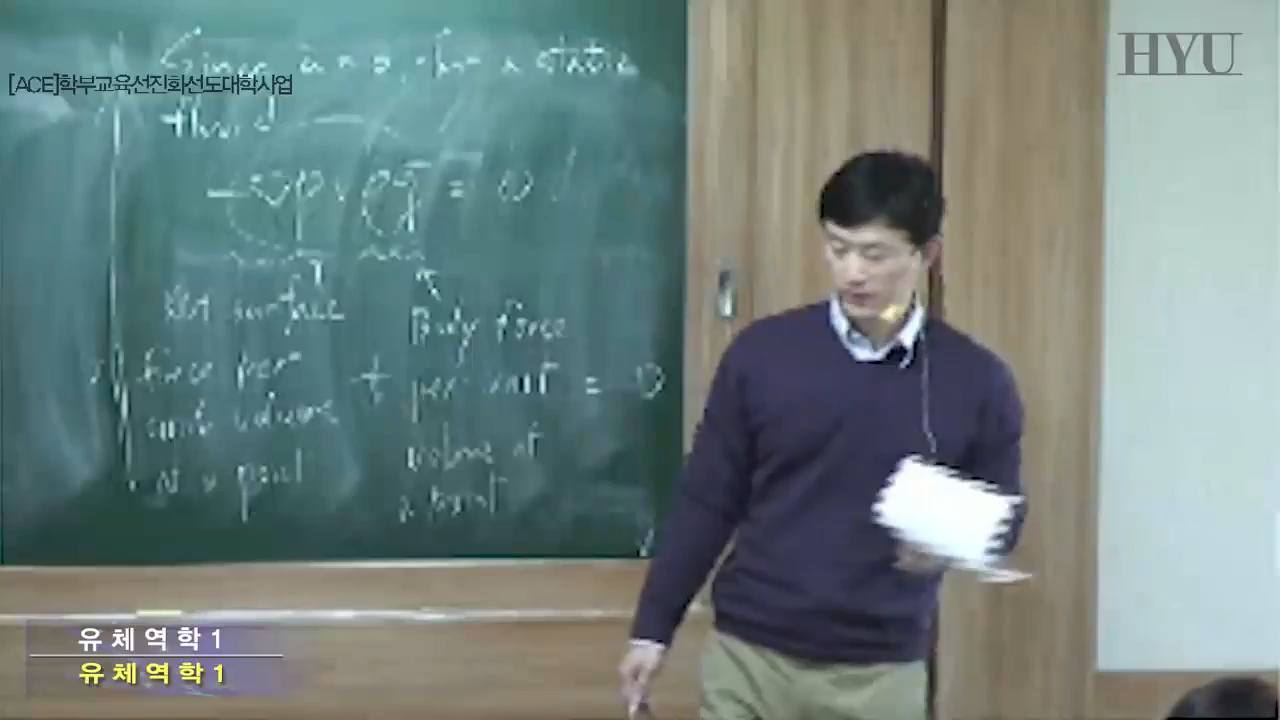 Since a = 0, for a static
[ACE]학부교육선진화선도대학사업
HYU
fluid
-∇p + ρg = 0
Net surface
force per
unit volume
at a point
+
Body force
per unit = 0
volume at
a point
유체역학1
유체역학1